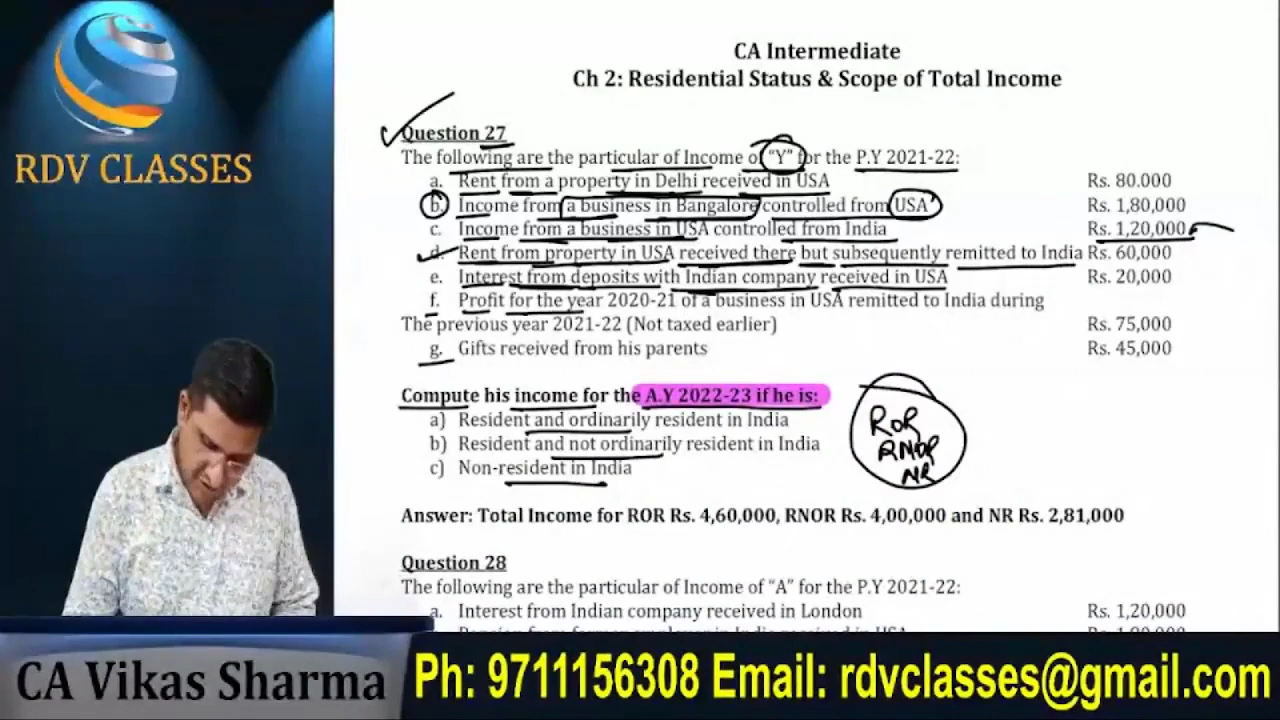 RDV CLASSES
CA Intermediate
Ch 2: Residential Status & Scope of Total Income
Question 27
The following are the particular of Income of "Y" for the P.Y 2021-22:
a. Rent from a property in Delhi received in USA Rs. 80.000
b. Income from a business in Bangalore controlled from USA Rs. 1,80,000
c. Income from a business in USA controlled from India Rs. 1,20,000
d. Rent from property in USA received there but subsequently remitted to India Rs. 60,000
e. Interest from deposits with Indian company received in USA Rs. 20,000
f. Profit for the year 2020-21 of a business in USA remitted to India during
The previous year 2021-22 (Not taxed earlier) Rs. 75,000
g. Gifts received from his parents Rs. 45,000
Compute his income for the A.Y 2022-23 if he is:
a) Resident and ordinarily resident in India
b) Resident and not ordinarily resident in India
c) Non-resident in India
ROR
RNOR
NR
Answer: Total Income for ROR Rs. 4,60,000, RNOR Rs. 4,00,000 and NR Rs. 2,81,000
Question 28
The following are the particular of Income of "A" for the P.Y 2021-22:
a. Interest from Indian company received in London Rs. 1,20,000
CA Vikas Sharma
Ph: 9711156308 Email: rdvclasses@gmail.com